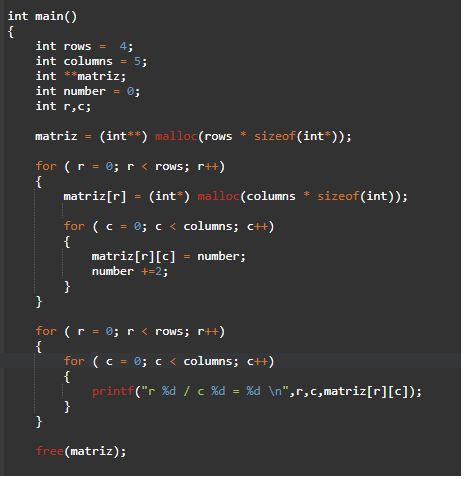 int main()
{
int rows = 4;
int columns = 5;
int **matriz;
int number = 0;
int r,c;
matriz = (int**) malloc(rows * sizeof(int*));
for ( r = 0; r < rows; r++)
{
matriz[r] = (int*) malloc(columns * sizeof(int));
for ( c = 0; c < columns; c++)
{
matriz[r][c] = number;
number +=2;
}
}
for ( r = 0; r < rows; r++)
{
for ( c = 0; c < columns; c++)
{
printf("r %d / c %d = %d \n",r,c,matriz[r][c]);
}
}
free(matriz);